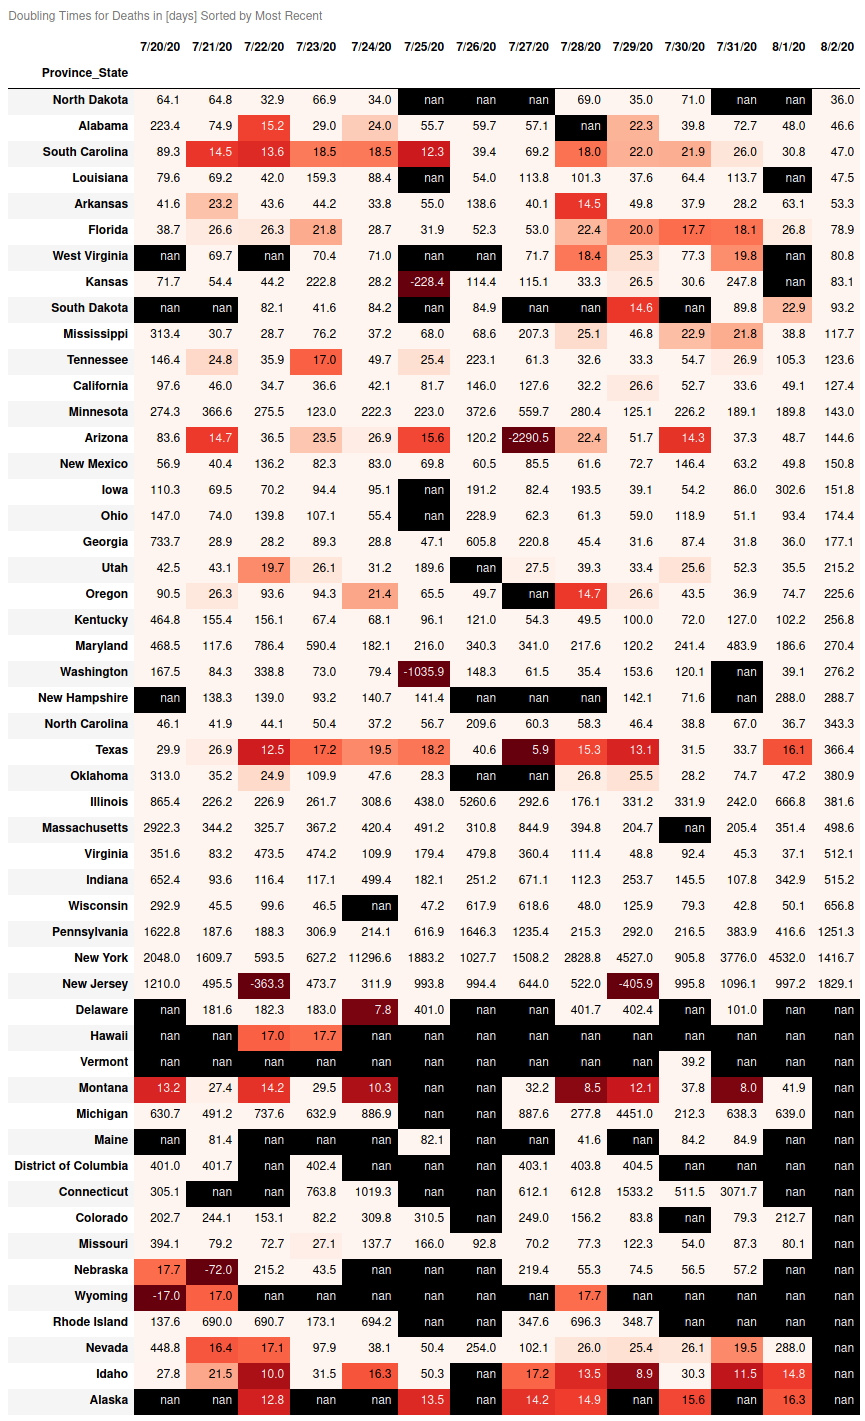 Doubling Times for Deaths in [days] Sorted by Most Recent
7/20/20 7/21/20 7/22/20 7/23/20 7/24/20 7/25/20 7/26/20 7/27/20 7/28/20 7/29/20 7/30/20 7/31/20 8/1/20 8/2/20
Province_State
North Dakota 64.1 64.8 32.9 66.9 34.0 nan nan nan 69.0 35.0 71.0 nan nan 36.0
Alabama 223.4 74.9 15.2 29.0 24.0 55.7 59.7 57.1 nan 22.3 39.8 72.7 48.0 46.6
South Carolina 89.3 14.5 13.6 18.5 18.5 12.3 39.4 69.2 18.0 22.0 21.9 26.0 30.8 47.0
Louisiana 79.6 69.2 42.0 159.3 88.4 nan 54.0 113.8 101.3 37.6 64.4 113.7 nan 47.5
Arkansas 41.6 23.2 43.6 44.2 33.8 55.0 57.6 40.1 14.5 49.8 37.9 28.2 63.1 53.3
Florida 38.7 26.6 26.3 21.8 28.7 31.9 52.3 53.0 22.4 20.0 17.7 18.1 26.8 78.9
West Virginia nan 69.7 nan 70.4 71.0 nan nan 71.7 18.4 25.3 77.3 19.8 nan 80.8
Kansas 71.7 54.4 44.2 222.8 28.2 -228.4 114.4 115.1 33.3 26.5 30.6 247.8 nan 83.1
South Dakota nan nan 82.1 41.6 84.2 nan 84.9 nan nan 14.6 nan 89.8 22.9 93.2
Mississippi 313.4 30.7 28.7 76.2 37.2 68.0 68.6 207.3 25.1 46.8 22.9 21.8 38.8 117.7
Tennessee 146.4 24.8 35.9 17.0 49.7 25.4 223.1 61.3 32.6 33.3 54.7 26.9 105.3 123.6
California 97.6 46.0 34.7 36.6 42.1 81.7 146.0 127.6 32.2 26.6 52.7 33.6 49.1 127.4
Minnesota 274.3 366.6 275.5 123.0 222.3 223.0 372.6 559.7 280.4 125.1 226.2 189.1 189.8 143.0
Arizona 83.6 14.7 36.5 23.5 26.9 15.6 120.2 -2290.5 22.4 51.7 14.3 37.3 48.7 144.6
New Mexico 56.9 40.4 136.2 82.3 83.0 69.8 60.5 85.5 61.6 72.7 146.4 63.2 49.8 150.8
Iowa 110.3 69.5 70.2 94.4 95.1 nan 191.2 82.4 193.5 39.1 54.2 86.0 302.6 151.8
Ohio 147.0 74.0 139.8 107.1 55.4 nan 228.9 62.3 61.3 59.0 118.9 51.1 93.4 174.4
Georgia 733.7 28.9 28.2 89.3 28.8 47.1 605.8 220.8 45.4 31.6 87.4 31.8 36.0 177.1
Utah 42.5 43.1 19.7 26.1 31.2 189.6 nan 27.5 39.3 33.4 25.6 52.3 35.5 215.2
Oregon 90.5 26.3 93.6 94.3 21.4 65.5 49.7 nan 14.7 26.6 43.5 36.9 74.7 225.6
Kentucky 464.8 155.4 156.1 67.4 68.1 96.1 121.0 54.3 49.5 100.0 72.0 127.0 102.2 256.8
Maryland 468.5 117.6 786.4 590.4 182.1 216.0 340.3 341.0 217.6 120.2 241.4 483.9 186.6 270.4
Washington 167.5 84.3 338.8 73.0 79.4 -1035.9 148.3 61.5 35.4 153.6 120.1 nan 39.1 276.2
New Hampshire nan 138.3 139.0 93.2 140.7 141.4 nan nan nan 142.1 71.6 nan 288.0 288.7
North Carolina 46.1 41.9 44.1 50.4 37.2 56.7 209.6 60.3 58.3 46.4 38.8 67.0 36.7 343.3
Texas 29.9 26.9 12.5 17.2 19.5 18.2 40.6 5.9 15.3 13.1 31.5 33.7 16.1 366.4
Oklahoma 313.0 35.2 24.9 109.9 47.6 28.3 nan nan 26.8 25.5 28.2 74.7 47.2 380.9
Illinois 865.4 226.2 226.9 261.7 308.6 438.0 5260.6 292.6 176.1 331.2 331.9 242.0 666.8 381.6
Massachusetts 2922.3 344.2 325.7 367.2 420.4 491.2 310.8 844.9 394.8 204.7 nan 205.4 351.4 498.6
Virginia 351.6 83.2 473.5 474.2 109.9 179.4 479.8 360.4 111.4 48.8 92.4 45.3 37.1 512.1
Indiana 652.4 93.6 116.4 117.1 499.4 182.1 251.2 671.1 112.3 253.7 145.5 107.8 342.9 515.2
Wisconsin 292.9 45.5 99.6 46.5 nan 47.2 617.9 618.6 48.0 125.9 79.3 42.8 50.1 656.8
Pennsylvania 1622.8 187.6 188.3 306.9 214.1 616.9 1646.3 1235.4 215.3 292.0 216.5 383.9 416.6 1251.3
New York 2048.0 1609.7 593.5 627.2 11296.6 1883.2 1027.7 1508.2 2828.8 4527.0 905.8 3776.0 4532.0 1416.7
New Jersey 1210.0 495.5 -363.3 473.7 311.9 993.8 994.4 644.0 522.0 -405.9 995.8 1096.1 997.2 1829.1
Delaware nan 181.6 182.3 183.0 7.8 401.0 nan nan 401.7 402.4 nan 101.0 nan nan
Hawaii nan nan 17.0 17.7 nan nan nan nan nan nan nan nan nan nan
Vermont nan nan nan nan nan nan nan nan nan nan 39.2 nan nan nan
Montana 13.2 27.4 14.2 29.5 10.3 nan nan 32.2 8.5 12.1 37.8 8.0 41.9 nan
Michigan 630.7 491.2 737.6 632.9 886.9 nan nan 887.6 277.8 4451.0 212.3 638.3 639.0 nan
Maine nan 81.4 nan nan nan 82.1 nan nan 41.6 nan 84.2 84.9 nan nan
District of Columbia 401.0 401.7 nan 402.4 nan nan nan 403.1 403.8 404.5 nan nan nan nan
Connecticut 305.1 nan nan 763.8 1019.3 nan nan 612.1 612.8 1533.2 511.5 3071.7 nan nan
Colorado 202.7 244.1 153.1 82.2 309.8 310.5 nan 249.0 156.2 83.8 nan 79.3 212.7 nan
Missouri 394.1 79.2 72.7 27.1 137.7 166.0 92.8 70.2 77.3 122.3 54.0 87.3 80.1 nan
Nebraska 17.7 -72.0 215.2 43.5 nan nan nan 219.4 55.3 74.5 56.5 57.2 nan nan
Wyoming -17.0 17.0 nan nan nan nan nan nan 17.7 nan nan nan nan nan
Rhode Island 137.6 690.0 690.7 173.1 694.2 nan nan 347.6 696.3 348.7 nan nan nan nan
Nevada 448.8 16.4 17.1 97.9 38.1 50.4 254.0 102.1 26.0 25.4 26.1 19.5 288.0 nan
Idaho 27.8 21.5 10.0 31.5 16.3 50.3 nan 17.2 13.5 8.9 30.3 11.5 14.8 nan
Alaska nan nan 12.8 nan nan 13.5 nan 14.2 14.9 nan 15.6 nan 16.3 nan